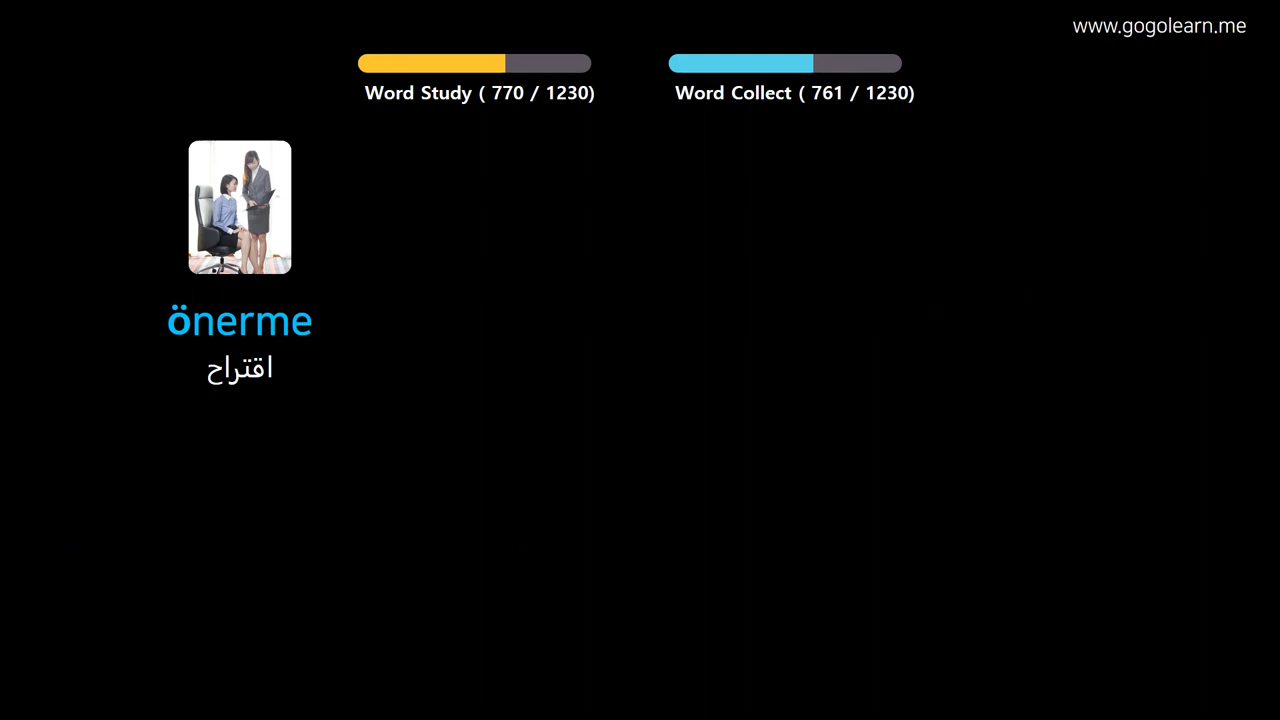 www.gogolearn.me
Word Study ( 770 / 1230)
Word Collect ( 761 / 1230)
önerme
اقتراح